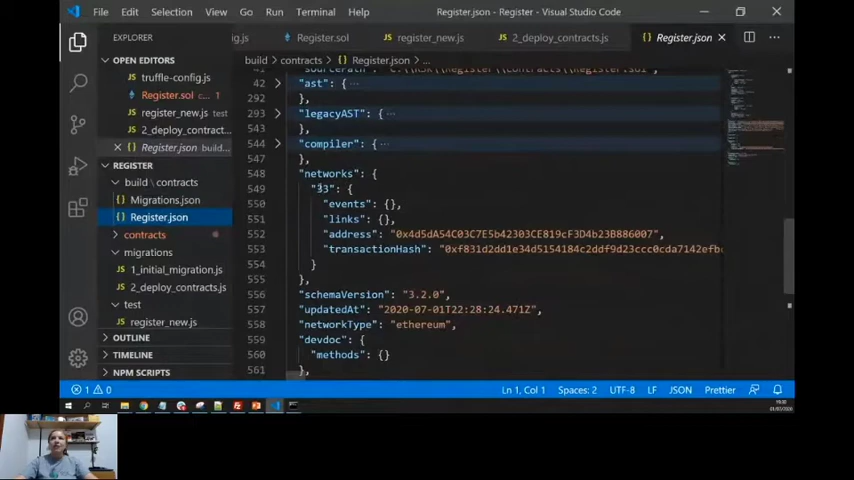 File Edit Selection View Go Run Terminal Help
Register.json - Register - Visual Studio Code
EXPLORER
ig.js
Register.sol
register_new.js
2_deploy_contracts.js
Register.json
OPEN EDITORS
truffle-config.js
Register.sol c... 1
register_new.js test
2_deploy_contract...
Register.json build...
REGISTER
build \ contracts
Migrations.json
Register.json
contracts
migrations
1_initial_migration.js
2_deploy_contracts.js
test
register_new.js
OUTLINE
TIMELINE
NPM SCRIPTS
build > contracts > Register.json > ...
42 "ast": { ...
292 },
293 "legacyAST": { ...
543 },
544 "compiler": { ...
547 },
548 "networks": {
549 "33": {
550 "events": {},
551 "links": {},
552 "address": "0x4d5dA54C03C7E5b42303CE819cF3D4b23B886007",
553 "transactionHash": "0xf831d2dd1e34d5154184c2ddf9d23ccc0cda7142efb
554 }
555 },
556 "schemaVersion": "3.2.0",
557 "updatedAt": "2020-07-01T22:28:24.471Z",
558 "networkType": "ethereum",
559 "devdoc": {
560 "methods": {}
561 },
1 0
Ln 1, Col 1 Spaces: 2 UTF-8 LF JSON Prettier